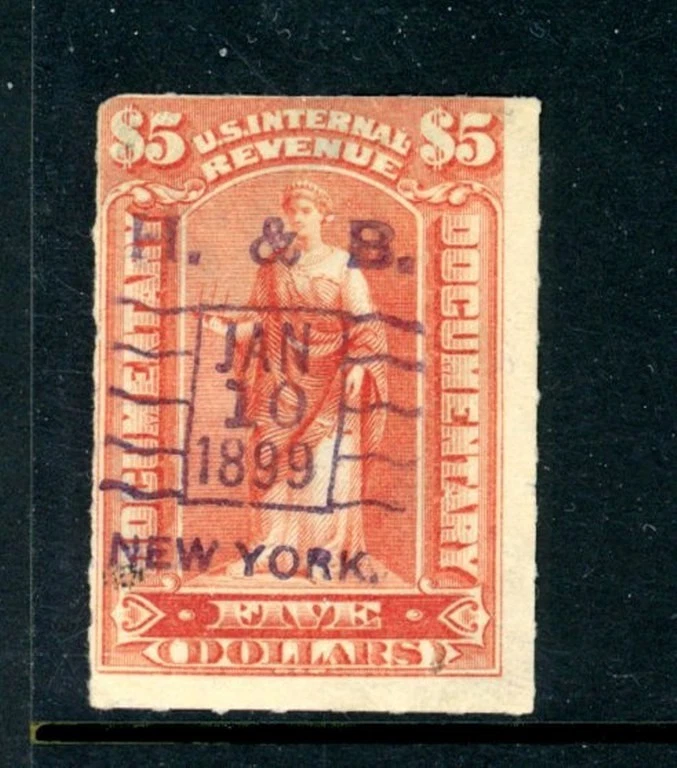 $5 U.S. INTERNAL REVENUE $5
DOCUMENTARY
DOCUMENTARY
H. & B.
JAN
10
1899
NEW YORK.
FIVE
DOLLARS